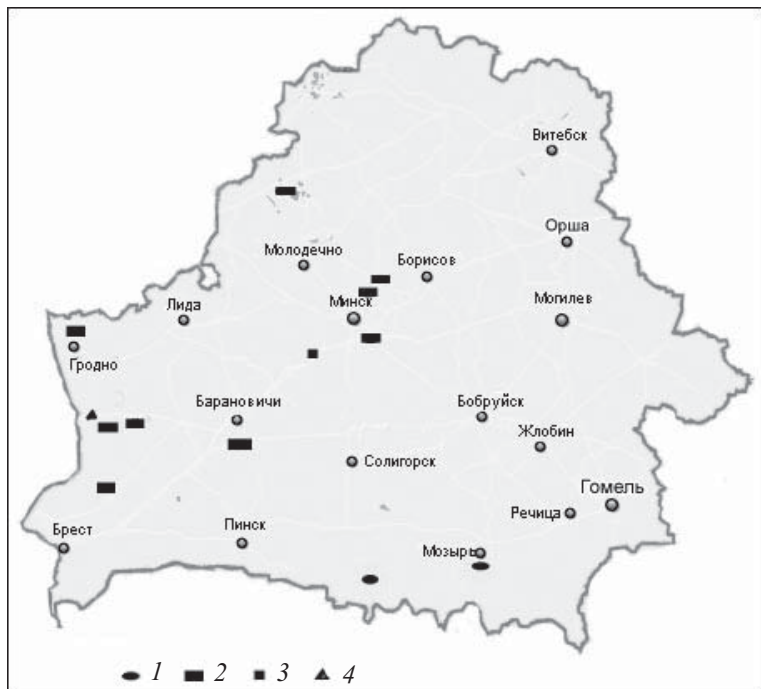 Витебск
Орша
Молодечно
Борисов
Лида
Минск
Могилев
Гродно
Барановичи
Бобруйск
Жлобин
Солигорск
Гомель
Речица
Брест
Пинск
Мозырь
1 2 3 4